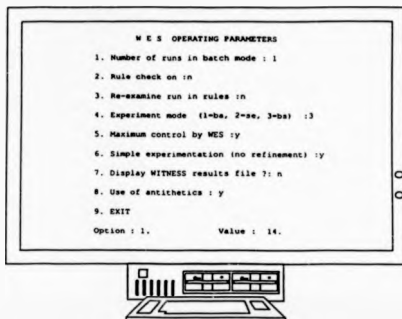 W E S OPERATING PARAMETERS
1. Number of runs in batch mode : 1
2. Rule check on :n
3. Re-examine run in rules :n
4. Experiment mode (1=ba, 2=se, 3=bs) :3
5. Maximum control by WES :y
6. Simple experimentation (no refinement) :y
7. Display WITNESS results file ?: n
8. Use of antithetics : y
9. EXIT
Option : 1. Value : 14.